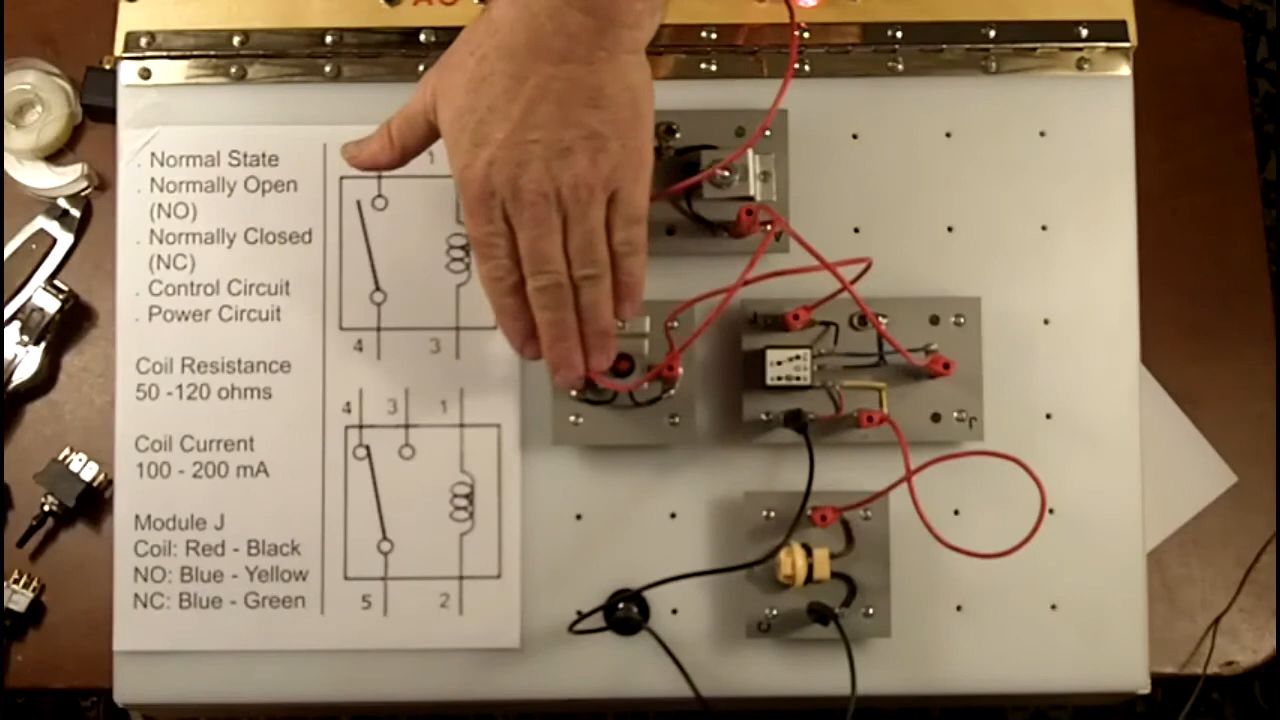 AC
. Normal State
. Normally Open
(NO)
. Normally Closed
(NC)
. Control Circuit
. Power Circuit
Coil Resistance
50 -120 ohms
Coil Current
100 - 200 mA
Module J
Coil: Red - Black
NO: Blue - Yellow
NC: Blue - Green
1
4 3
4 3 1
5 2
J
C